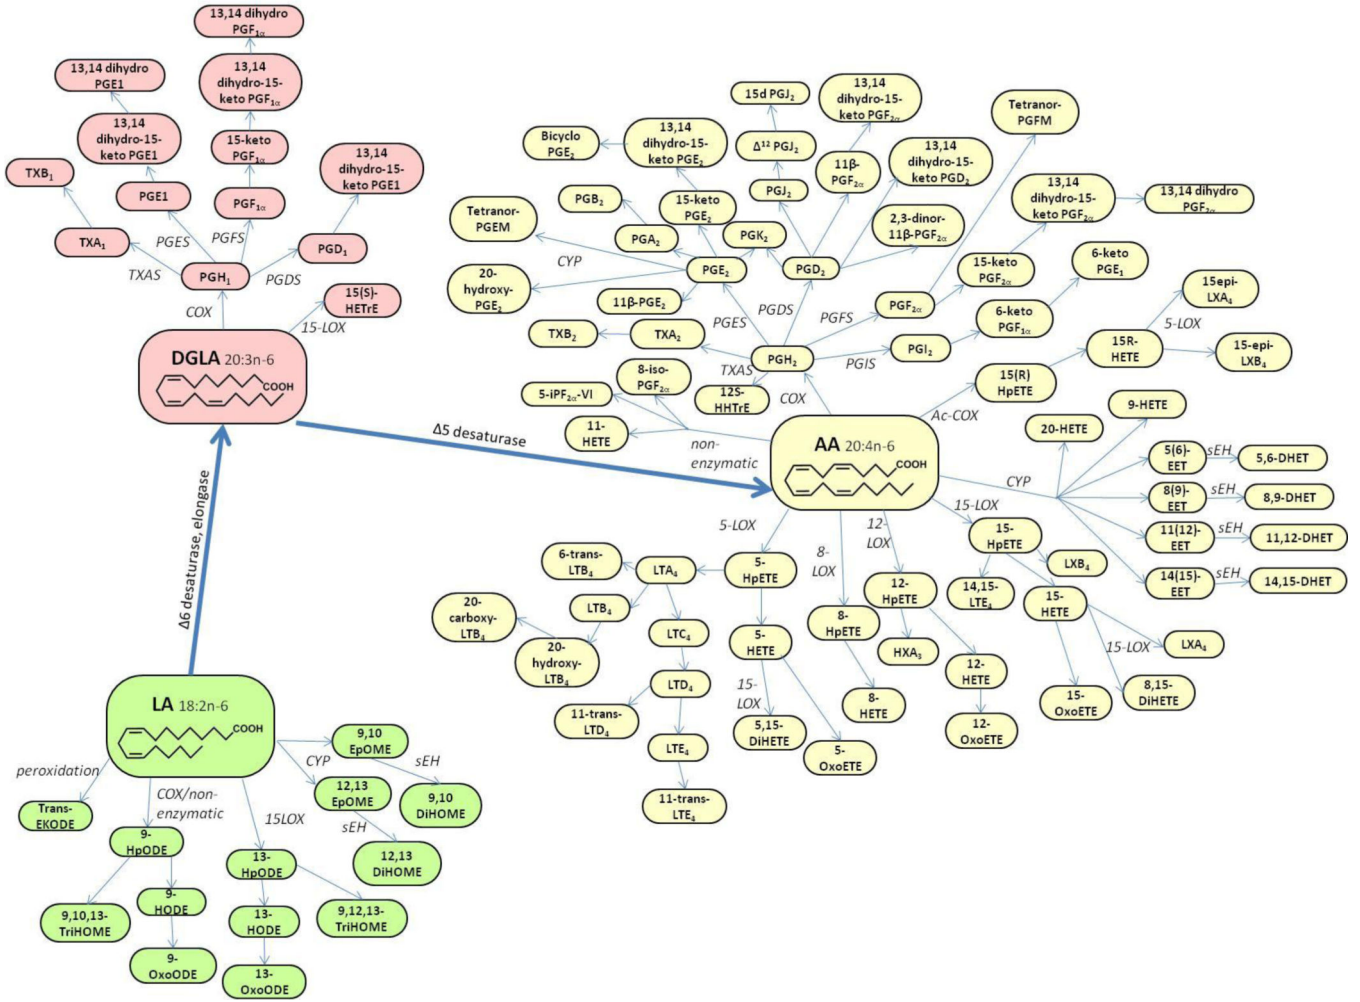 13,14 dihydro
PGF1α
13,14 dihydro
PGE1
13,14
dihydro-15-
keto PGF1α
13,14
dihydro-15-
keto PGE1
15-keto
PGF1α
13,14
dihydro-15-
keto PGE1
TXB1
PGE1
PGF1α
TXA1
PGES
PGFS
PGD1
TXAS
PGH1
PGDS
COX
15(S)-
HETrE
15-LOX
DGLA 20:3n-6
COOH
Δ5 desaturase
Δ6 desaturase, elongase
LA 18:2n-6
COOH
peroxidation
Trans-
EKODE
COX/non-
enzymatic
15LOX
CYP
9,10
EpOME
sEH
12,13
EpOME
9,10
DiHOME
sEH
12,13
DiHOME
9-
HpODE
13-
HpODE
9,10,13-
TriHOME
9-
HODE
13-
HODE
9,12,13-
TriHOME
9-
OxoODE
13-
OxoODE
15d PGJ2
13,14
dihydro-15-
keto PGF2α
Tetranor-
PGFM
Bicyclo
PGE2
13,14
dihydro-15-
keto PGE2
Δ12 PGJ2
11β-
PGF2α
13,14
dihydro-15-
keto PGD2
PGJ2
PGB2
15-keto
PGE2
13,14
dihydro-15-
keto PGF2α
13,14 dihydro
PGF2α
Tetranor-
PGEM
PGA2
PGK2
2,3-dinor-
11β-PGF2α
CYP
PGE2
PGD2
15-keto
PGF2α
6-keto
PGE1
20-
hydroxy-
PGE2
11β-PGE2
PGES
PGDS
PGFS
PGF2α
6-keto
PGF1α
15epi-
LXA4
TXB2
TXA2
PGH2
PGIS
PGI2
15R-
HETE
5-LOX
15-epi-
LXB4
TXAS
8-iso-
PGF2α
5-iPF2α-VI
12S-
HHTrE
COX
15(R)
HpETE
Ac-COX
11-
HETE
non-
enzymatic
AA 20:4n-6
COOH
9-HETE
20-HETE
CYP
5(6)-
EET
sEH
5,6-DHET
8(9)-
EET
sEH
8,9-DHET
11(12)-
EET
sEH
11,12-DHET
14(15)-
EET
sEH
14,15-DHET
15-LOX
5-LOX
8-
LOX
12-
LOX
15-
HpETE
LXB4
14,15-
LTE4
15-
HETE
15-LOX
LXA4
8,15-
DiHETE
15-
OxoETE
6-trans-
LTB4
LTA4
5-
HpETE
12-
HpETE
20-
carboxy-
LTB4
LTB4
LTC4
5-
HETE
8-
HpETE
HXA3
12-
HETE
20-
hydroxy-
LTB4
LTD4
15-
LOX
8-
HETE
11-trans-
LTD4
5,15-
DiHETE
12-
OxoETE
LTE4
5-
OxoETE
11-trans-
LTE4